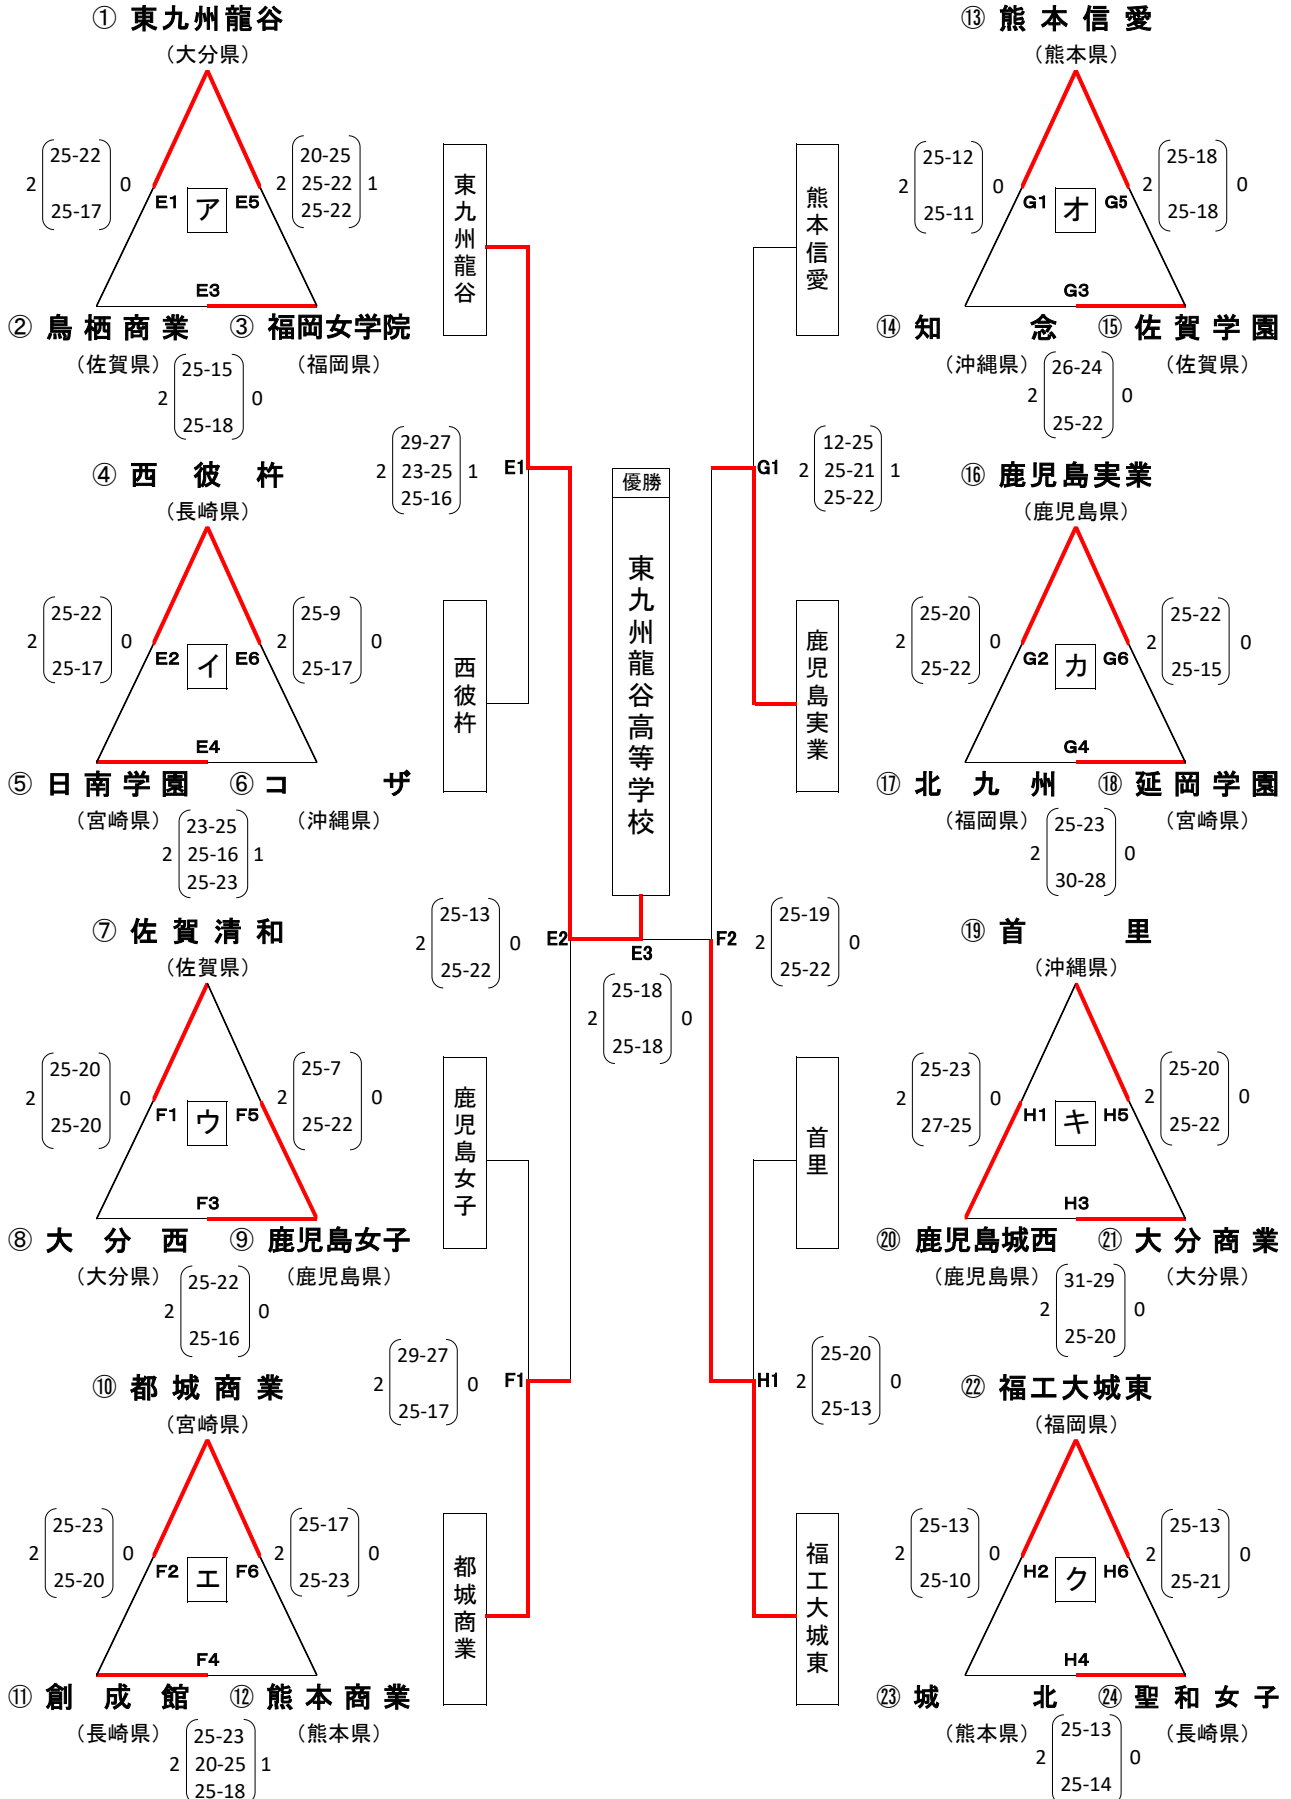 ① 東九州龍谷
（大分県）
2 25-22 25-17 0
E1 ア E5
2 20-25 25-22 25-22 1
E3
② 鳥栖商業 ③ 福岡女学院
（佐賀県） （福岡県）
2 25-15 25-18 0
④ 西彼杵
（長崎県）
2 25-22 25-17 0
E2 イ E6
2 25-9 25-17 0
E4
⑤ 日南学園 ⑥ コザ
（宮崎県） （沖縄県）
2 23-25 25-16 25-23 1
⑦ 佐賀清和
（佐賀県）
2 25-20 25-20 0
F1 ウ F5
2 25-7 25-22 0
F3
⑧ 大分西 ⑨ 鹿児島女子
（大分県） （鹿児島県）
2 25-22 25-16 0
⑩ 都城商業
（宮崎県）
2 25-23 25-20 0
F2 エ F6
2 25-17 25-23 0
F4
⑪ 創成館 ⑫ 熊本商業
（長崎県） （熊本県）
2 25-23 20-25 25-18 1
東九州龍谷
2 29-27 23-25 25-16 1
E1
西彼杵
2 25-13 25-22 0
E2
鹿児島女子
2 29-27 25-17 0
F1
都城商業
優勝
東九州龍谷高等学校
E3
2 25-18 25-18 0
熊本信愛
G1
2 12-25 25-21 25-22 1
鹿児島実業
F2
2 25-19 25-22 0
首里
H1
2 25-20 25-13 0
福工大城東
⑬ 熊本信愛
（熊本県）
2 25-12 25-11 0
G1 オ G5
2 25-18 25-18 0
G3
⑭ 知念 ⑮ 佐賀学園
（沖縄県） （佐賀県）
2 26-24 25-22 0
⑯ 鹿児島実業
（鹿児島県）
2 25-20 25-22 0
G2 カ G6
2 25-22 25-15 0
G4
⑰ 北九州 ⑱ 延岡学園
（福岡県） （宮崎県）
2 25-23 30-28 0
⑲ 首里
（沖縄県）
2 25-23 27-25 0
H1 キ H5
2 25-20 25-22 0
H3
⑳ 鹿児島城西 ㉑ 大分商業
（鹿児島県） （大分県）
2 31-29 25-20 0
㉒ 福工大城東
（福岡県）
2 25-13 25-10 0
H2 ク H6
2 25-13 25-21 0
H4
㉓ 城北 ㉔ 聖和女子
（熊本県） （長崎県）
2 25-13 25-14 0